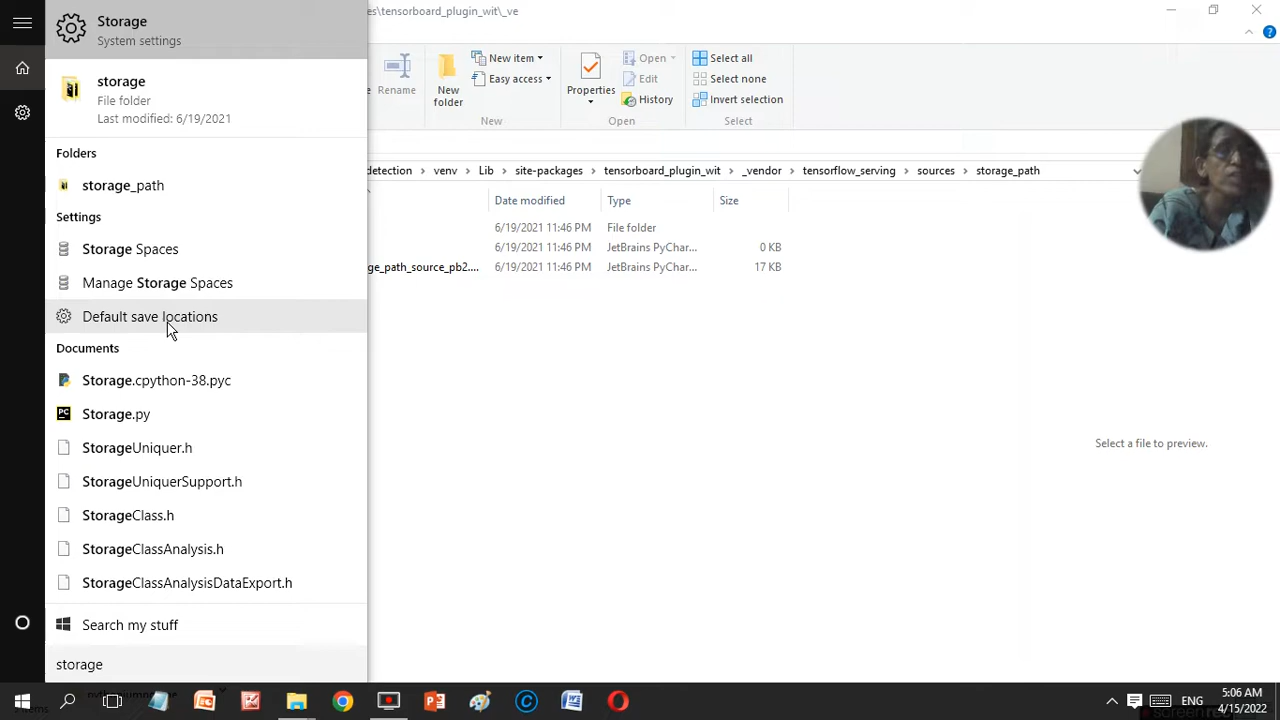 Storage
System settings
storage
File folder
Last modified: 6/19/2021
Folders
storage_path
Settings
Storage Spaces
Manage Storage Spaces
Default save locations
Documents
Storage.cpython-38.pyc
Storage.py
StorageUniquer.h
StorageUniquerSupport.h
StorageClass.h
StorageClassAnalysis.h
StorageClassAnalysisDataExport.h
Search my stuff
storage
es\tensorboard_plugin_wit\_ve
Rename
New folder
New item
Easy access
New
Properties
Open
Edit
History
Open
Select all
Select none
Invert selection
Select
detection > venv > Lib > site-packages > tensorboard_plugin_wit > _vendor > tensorflow_serving > sources > storage_path
Date modified Type Size
6/19/2021 11:46 PM File folder
6/19/2021 11:46 PM JetBrains PyChar... 0 KB
ge_path_source_pb2.... 6/19/2021 11:46 PM JetBrains PyChar... 17 KB
Select a file to preview.
ENG
5:06 AM
4/15/2022